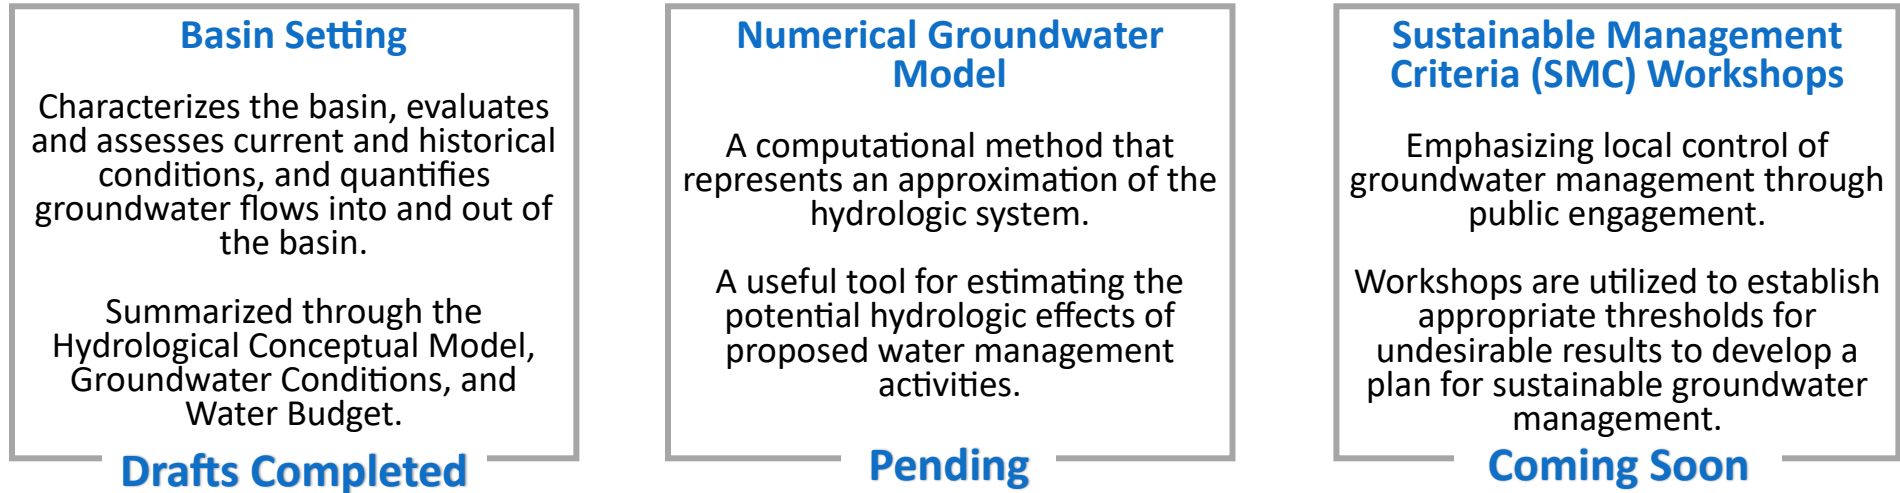 Basin Setting
Characterizes the basin, evaluates
and assesses current and historical
conditions, and quantifies
groundwater flows into and out of
the basin.
Summarized through the
Hydrological Conceptual Model,
Groundwater Conditions, and
Water Budget.
Drafts Completed
Numerical Groundwater
Model
A computational method that
represents an approximation of the
hydrologic system.
A useful tool for estimating the
potential hydrologic effects of
proposed water management
activities.
Pending
Sustainable Management
Criteria (SMC) Workshops
Emphasizing local control of
groundwater management through
public engagement.
Workshops are utilized to establish
appropriate thresholds for
undesirable results to develop a
plan for sustainable groundwater
management.
Coming Soon